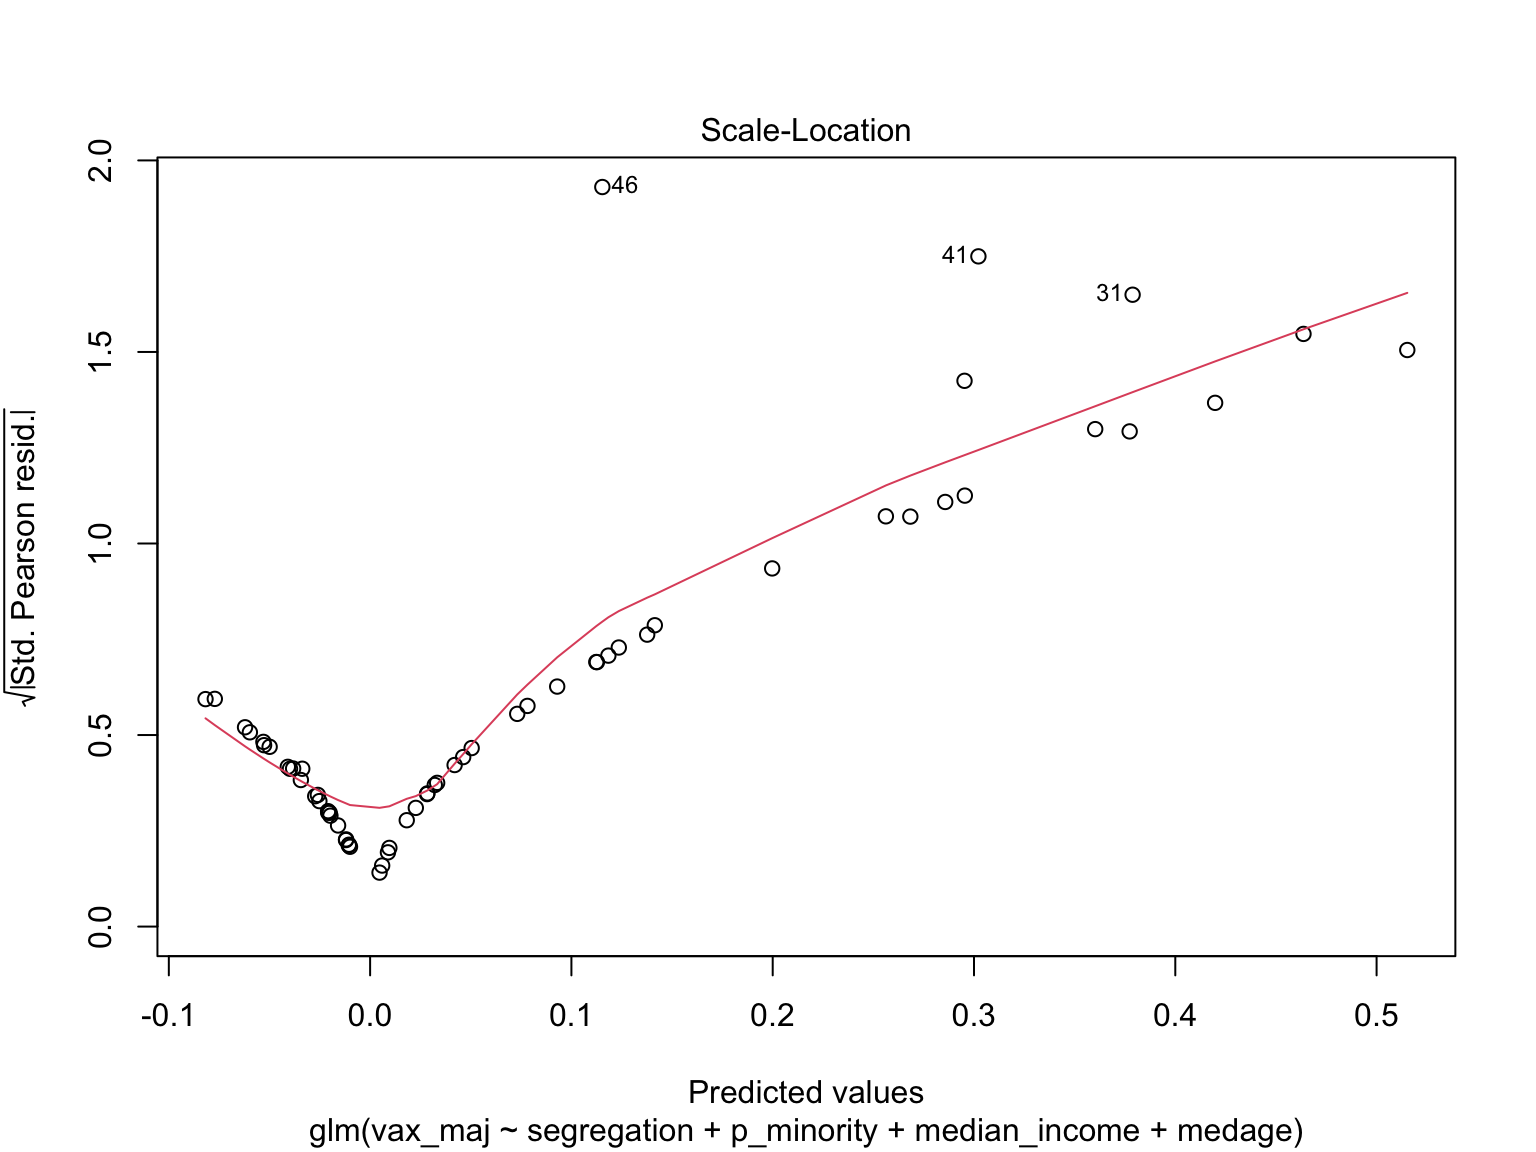 Scale-Location
√|Std. Pearson resid.|
2.0
1.5
1.0
0.5
0.0
46
41
31
-0.1 0.0 0.1 0.2 0.3 0.4 0.5
Predicted values
glm(vax_maj ~ segregation + p_minority + median_income + medage)